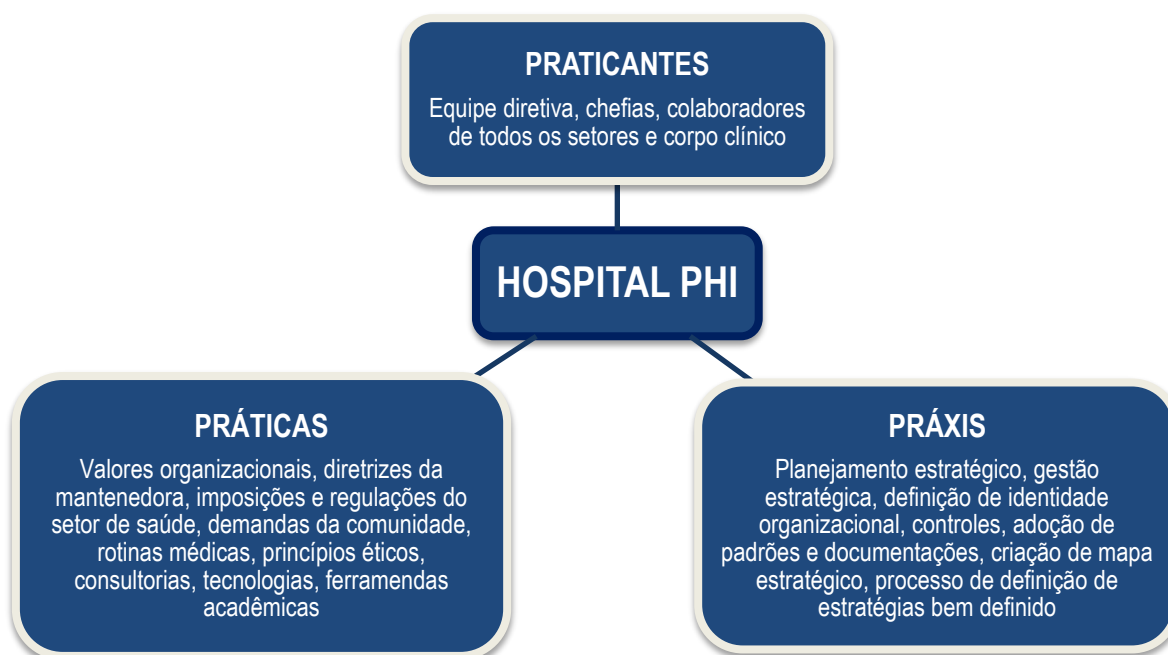 PRATICANTES
Equipe diretiva, chefias, colaboradores
de todos os setores e corpo clínico
HOSPITAL PHI
PRÁTICAS
Valores organizacionais, diretrizes da
mantenedora, imposições e regulações do
setor de saúde, demandas da comunidade,
rotinas médicas, princípios éticos,
consultorias, tecnologias, ferramendas
acadêmicas
PRÁXIS
Planejamento estratégico, gestão
estratégica, definição de identidade
organizacional, controles, adoção de
padrões e documentações, criação de mapa
estratégico, processo de definição de
estratégias bem definido